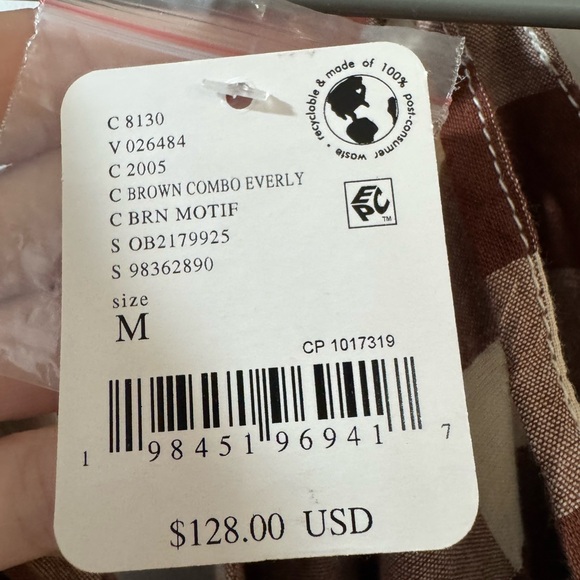 recyclable & made of 100% post-consumer waste •
C 8130
V 026484
C 2005
C BROWN COMBO EVERLY
C BRN MOTIF
S OB2179925
S 98362890
EPC TM
size
M
CP 1017319
1 98451 96941 7
$128.00 USD